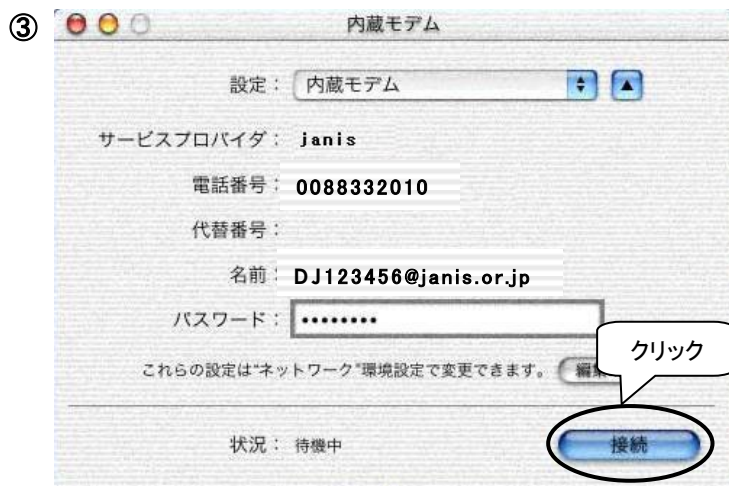 ③
内蔵モデム
設定： 内蔵モデム
サービスプロバイダ： janis
電話番号： 0088332010
代替番号：
名前： DJ123456@janis.or.jp
パスワード： ••••••••
クリック
これらの設定は"ネットワーク"環境設定で変更できます。
状況： 待機中
接続